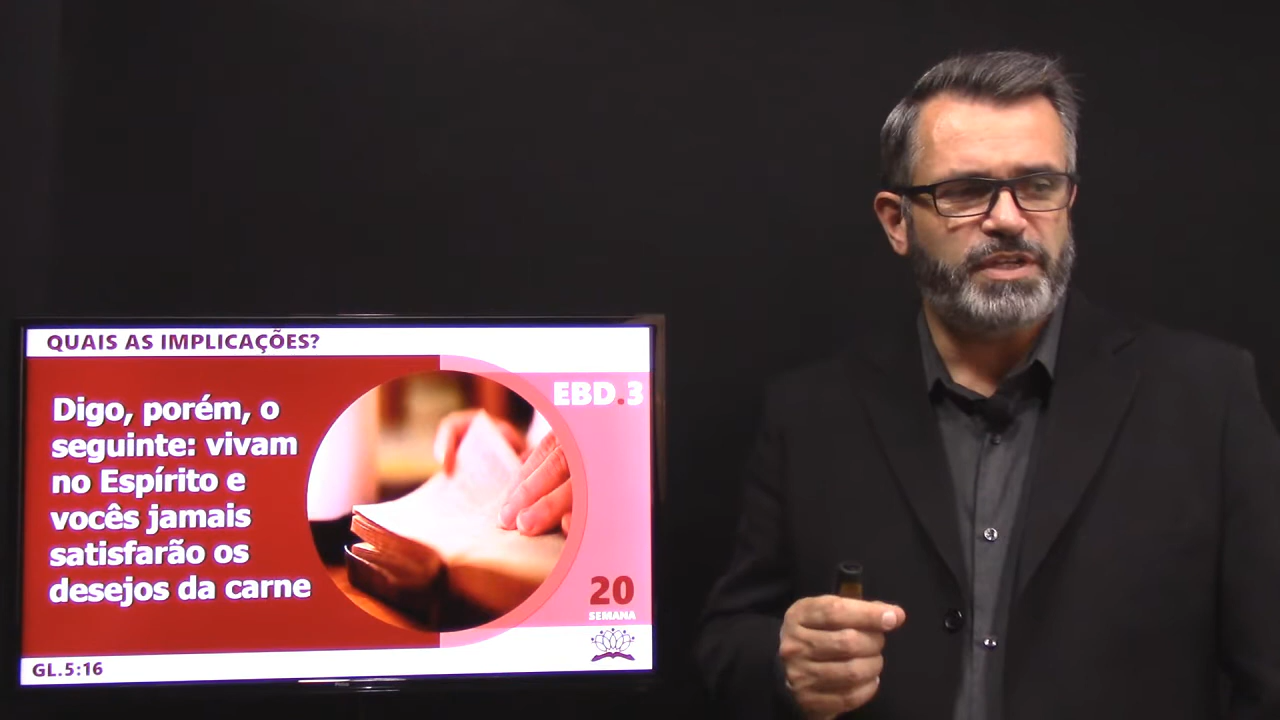 QUAIS AS IMPLICAÇÕES?
Digo, porém, o
seguinte: vivam
no Espírito e
vocês jamais
satisfarão os
desejos da carne
EBD.3
20
SEMANA
GL.5:16